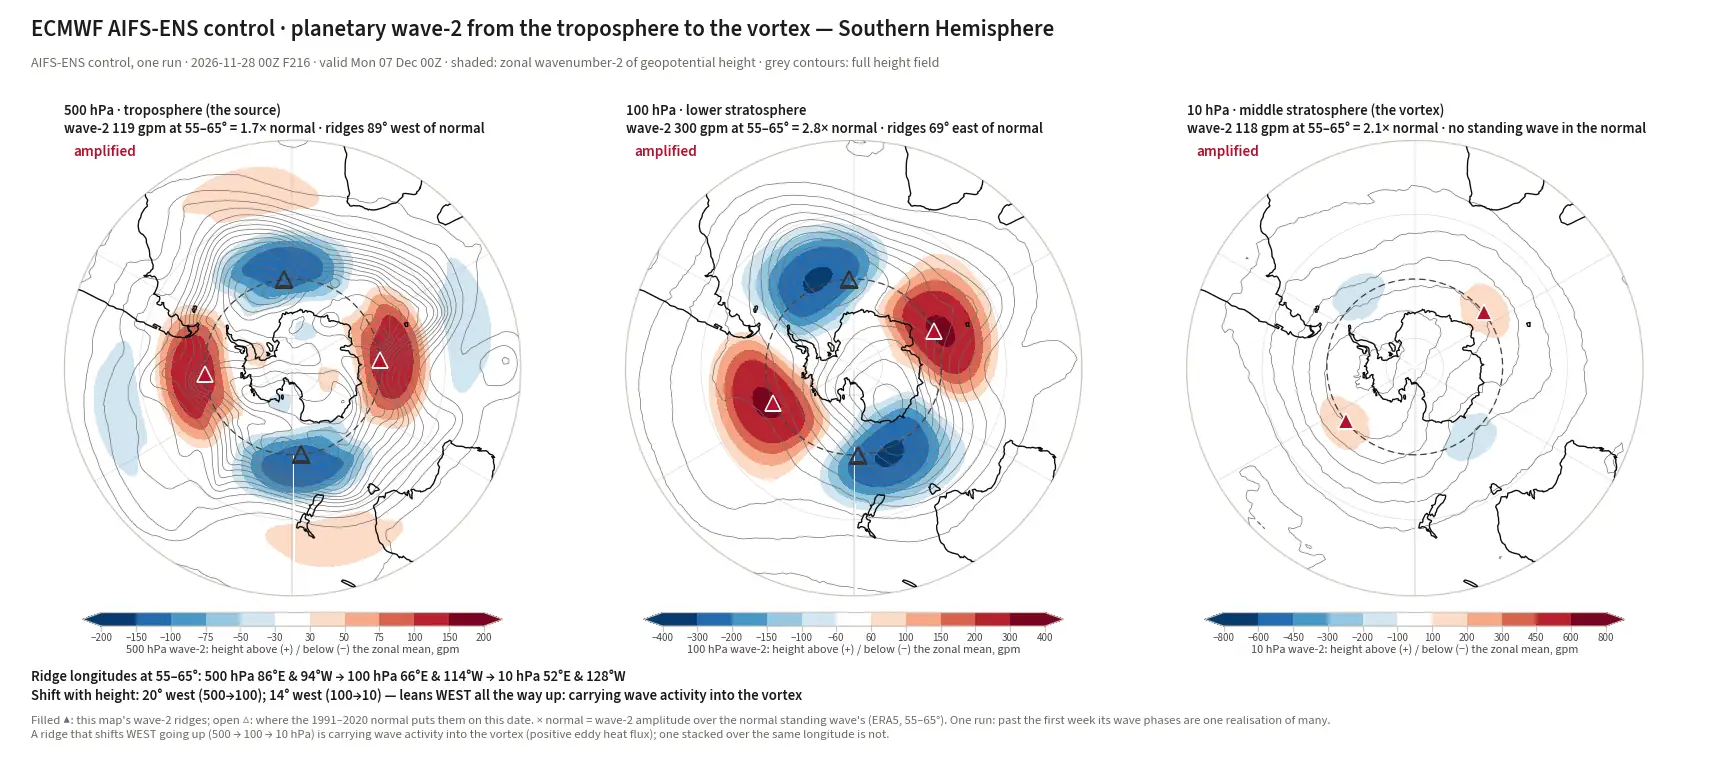 ECMWF AIFS-ENS control · planetary wave-2 from the troposphere to the vortex — Southern Hemisphere
AIFS-ENS control, one run · 2026-11-28 00Z F216 · valid Mon 07 Dec 00Z · shaded: zonal wavenumber-2 of geopotential height · grey contours: full height field
500 hPa · troposphere (the source)
wave-2 119 gpm at 55–65° = 1.7× normal · ridges 89° west of normal
amplified
100 hPa · lower stratosphere
wave-2 300 gpm at 55–65° = 2.8× normal · ridges 69° east of normal
amplified
10 hPa · middle stratosphere (the vortex)
wave-2 118 gpm at 55–65° = 2.1× normal · no standing wave in the normal
amplified
−200 −150 −100 −75 −50 −30 30 50 75 100 150 200
500 hPa wave-2: height above (+) / below (−) the zonal mean, gpm
−400 −300 −200 −150 −100 −60 60 100 150 200 300 400
100 hPa wave-2: height above (+) / below (−) the zonal mean, gpm
−800 −600 −450 −300 −200 −100 100 200 300 450 600 800
10 hPa wave-2: height above (+) / below (−) the zonal mean, gpm
Ridge longitudes at 55–65°: 500 hPa 86°E & 94°W → 100 hPa 66°E & 114°W → 10 hPa 52°E & 128°W
Shift with height: 20° west (500→100); 14° west (100→10) — leans WEST all the way up: carrying wave activity into the vortex
Filled ▲: this map's wave-2 ridges; open △: where the 1991–2020 normal puts them on this date. × normal = wave-2 amplitude over the normal standing wave's (ERA5, 55–65°). One run: past the first week its wave phases are one realisation of many.
A ridge that shifts WEST going up (500 → 100 → 10 hPa) is carrying wave activity into the vortex (positive eddy heat flux); one stacked over the same longitude is not.